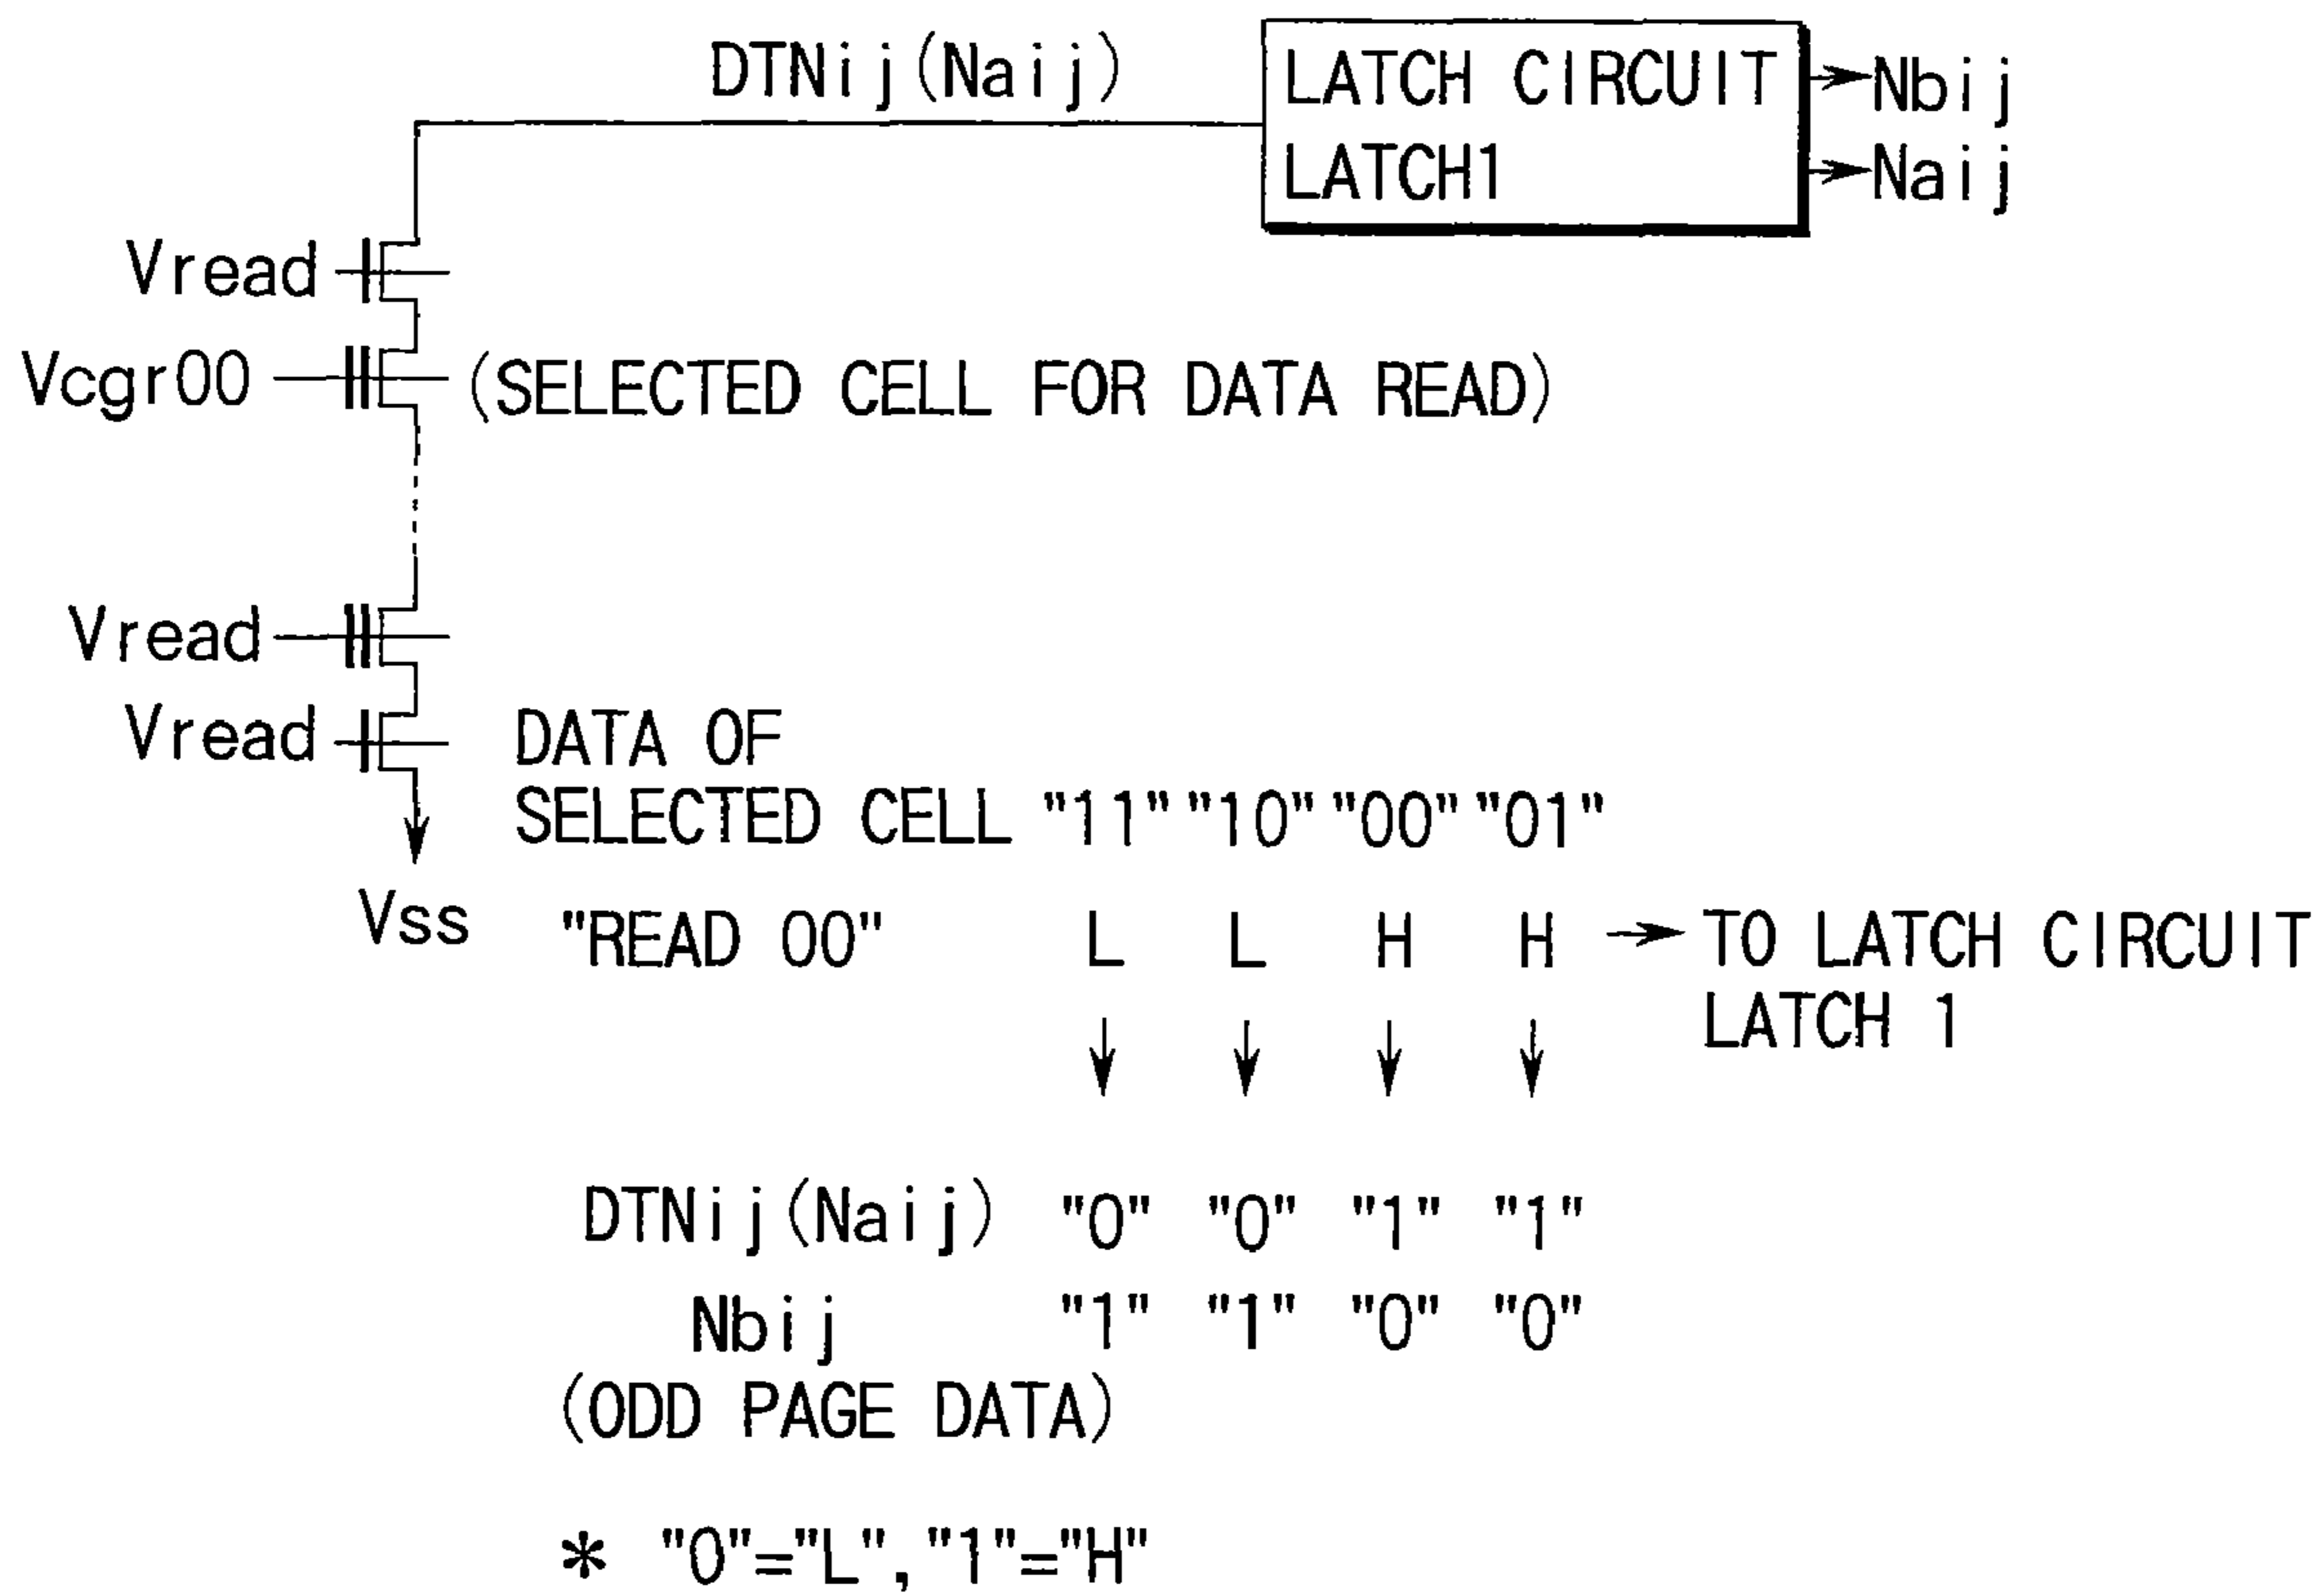 DTNij(Naij)
LATCH CIRCUIT
LATCH1
Nbij
Naij
Vread
Vcgr00
(SELECTED CELL FOR DATA READ)
Vread
Vread
Vss
DATA OF
SELECTED CELL "11" "10" "00" "01"
"READ 00" L L H H → TO LATCH CIRCUIT
LATCH 1
DTNij(Naij) "0" "0" "1" "1"
Nbij "1" "1" "0" "0"
(ODD PAGE DATA)
* "0"="L","1"="H"